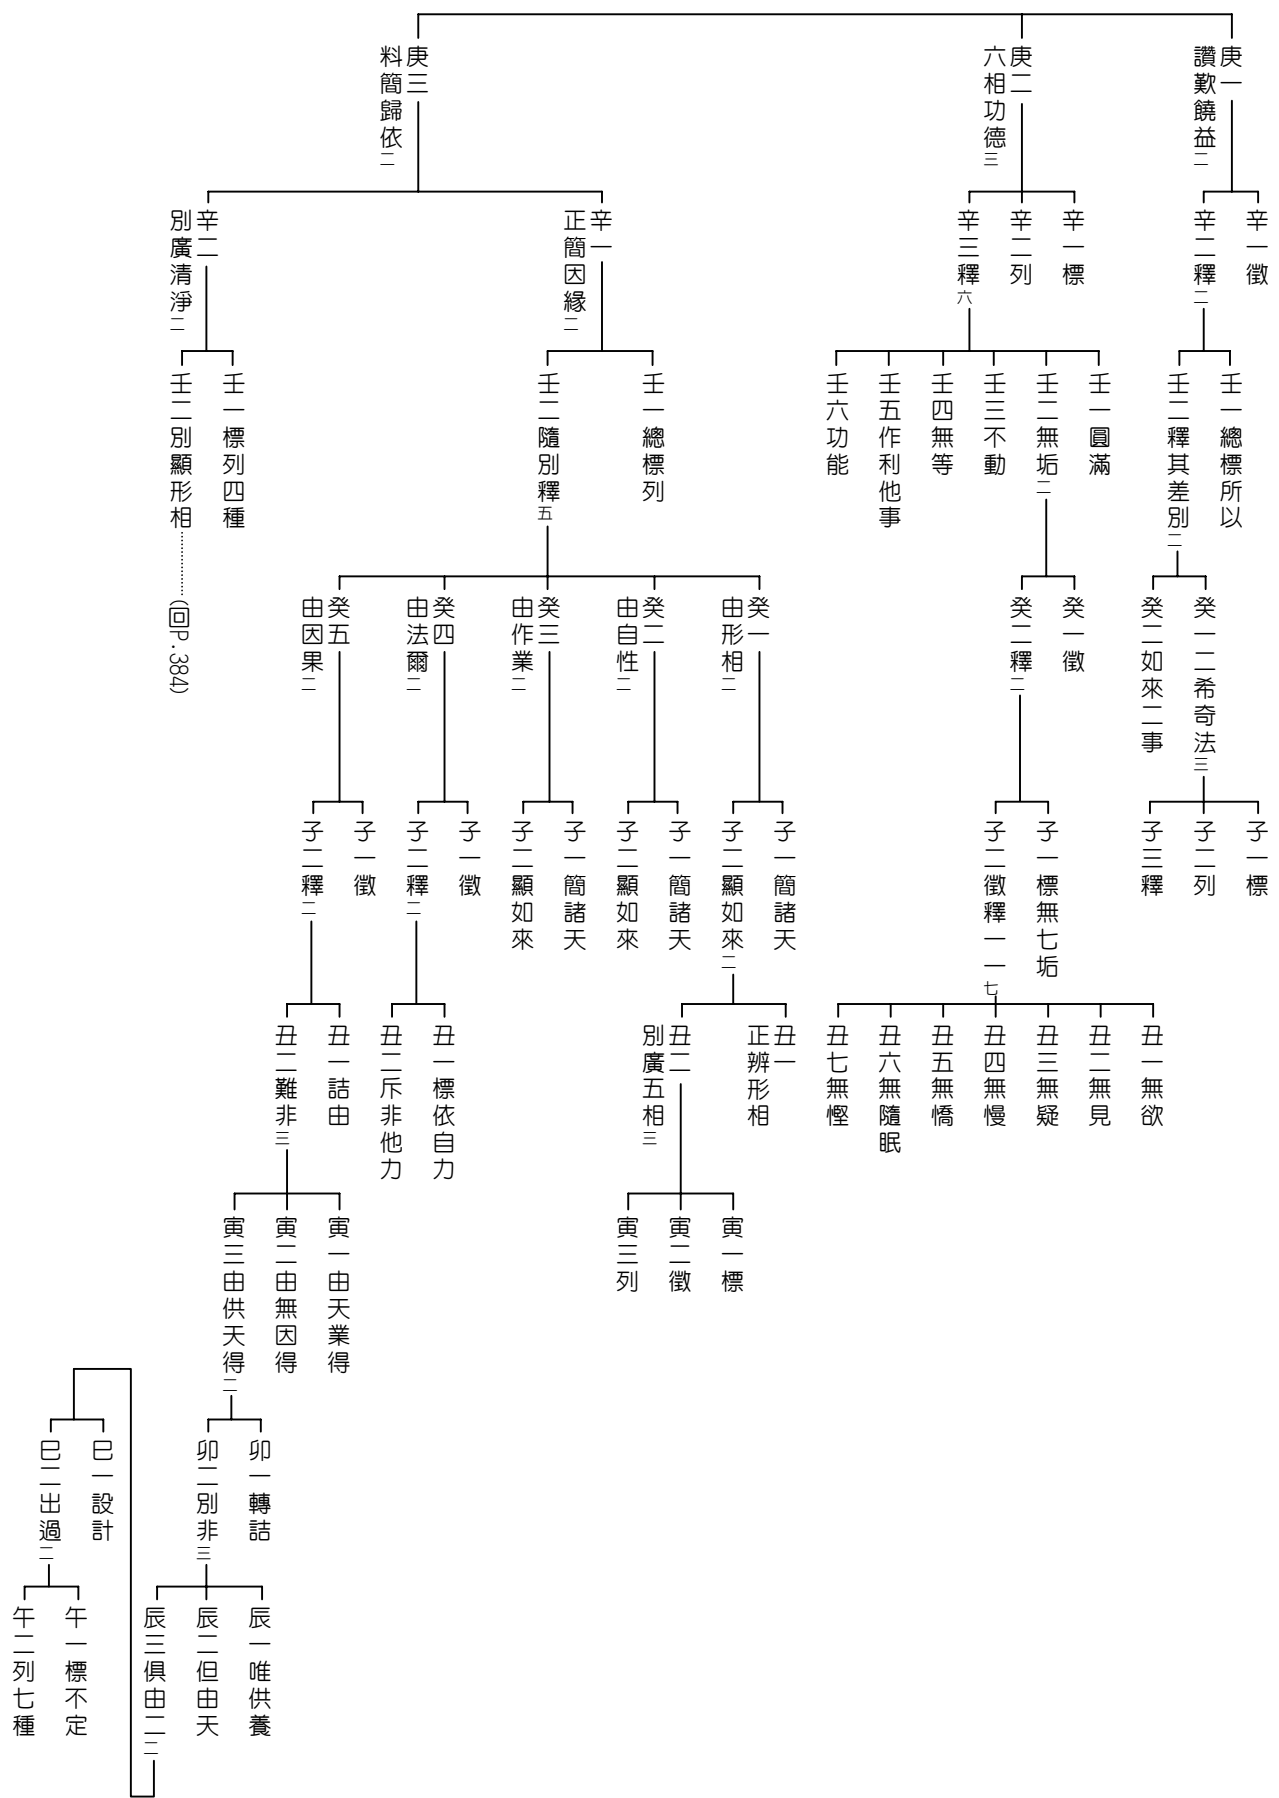 庚一
讚歎饒益二
庚二
六相功德三
庚三
料簡歸依二
辛一徵
辛二釋二
辛一標
辛二列
辛三釋六
辛一
正簡因緣二
辛二
別廣清淨二
壬一總標所以
壬二釋其差別二
壬一圓滿
壬二無垢二
壬三不動
壬四無等
壬五作利他事
壬六功能
壬一總標列
壬二隨別釋五
壬一標列四種
壬二別顯形相…………(回P.384)
癸一二希奇法三
癸二如來二事
癸一徵
癸二釋二
癸一
由形相二
癸二
由自性二
癸三
由作業二
癸四
由法爾二
癸五
由因果二
子一標
子二列
子三釋
子一標無七垢
子二徵釋一一七
子一簡諸天
子二顯如來二
子一簡諸天
子二顯如來
子一簡諸天
子二顯如來
子一徵
子二釋二
子一徵
子二釋二
丑一無欲
丑二無見
丑三無疑
丑四無慢
丑五無憍
丑六無隨眠
丑七無慳
丑一
正辨形相
丑二
別廣五相三
丑一標依自力
丑二斥非他力
丑一詰由
丑二難非三
寅一標
寅二徵
寅三列
寅一由天業得
寅二由無因得
寅三由供天得二
卯一轉詰
卯二別非三
辰一唯供養
辰二但由天
辰三俱由二二
巳一設計
巳二出過二
午一標不定
午二列七種